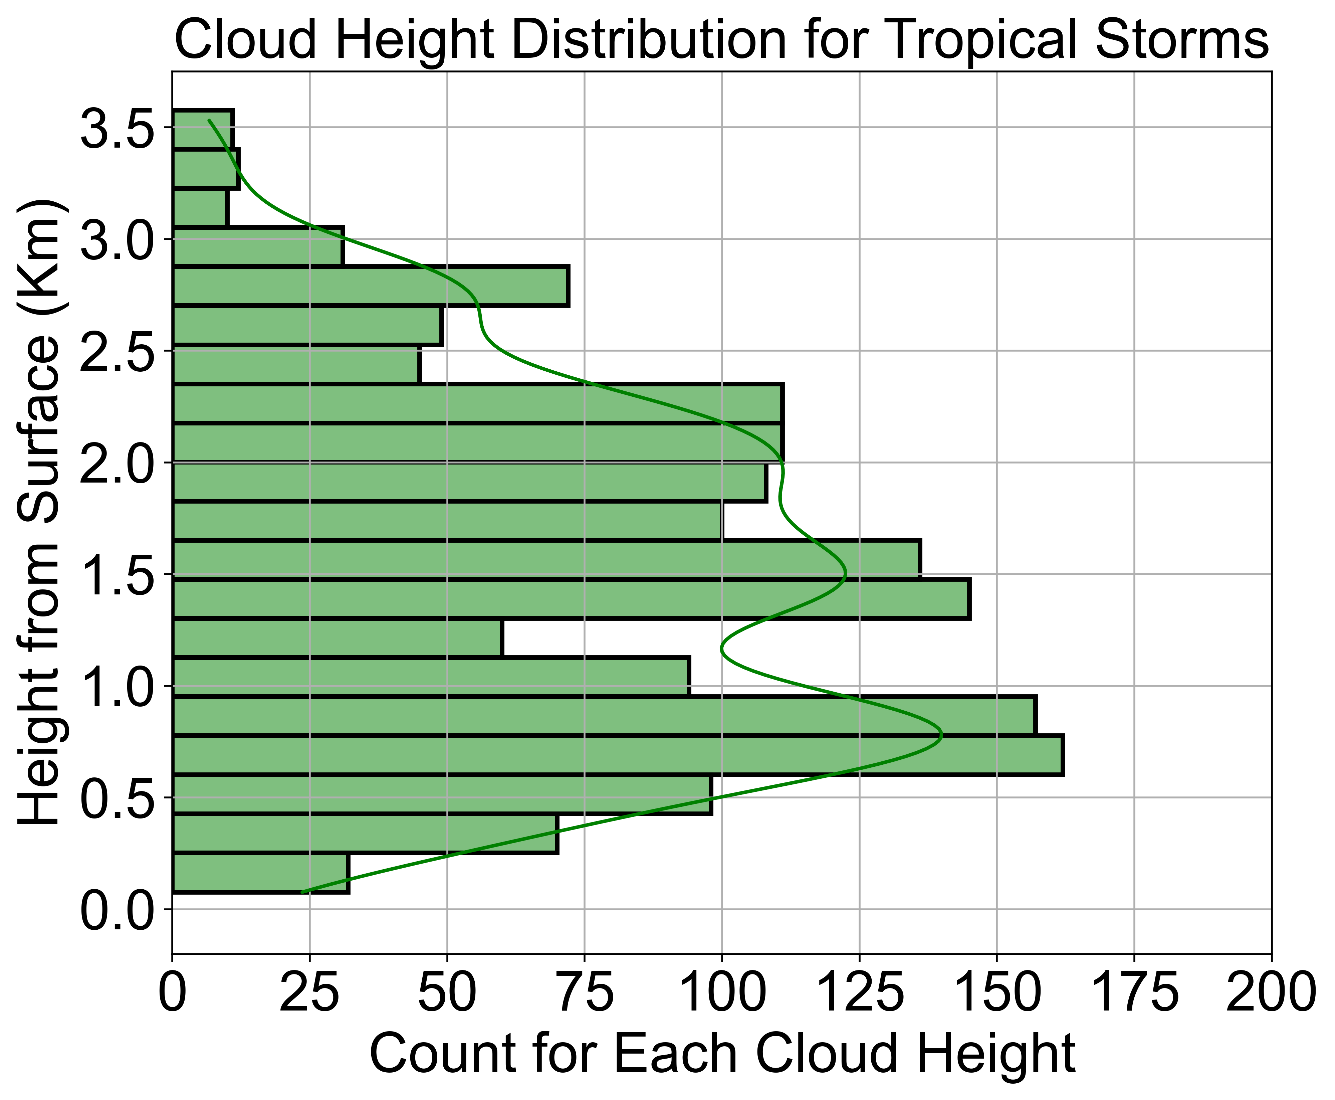 Cloud Height Distribution for Tropical Storms
Height from Surface (Km)
3.5
3.0
2.5
2.0
1.5
1.0
0.5
0.0
0 25 50 75 100 125 150 175 200
Count for Each Cloud Height